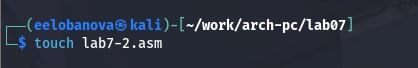 ┌──(eelobanova㉿kali)-[~/work/arch-pc/lab07]
└─$ touch lab7-2.asm